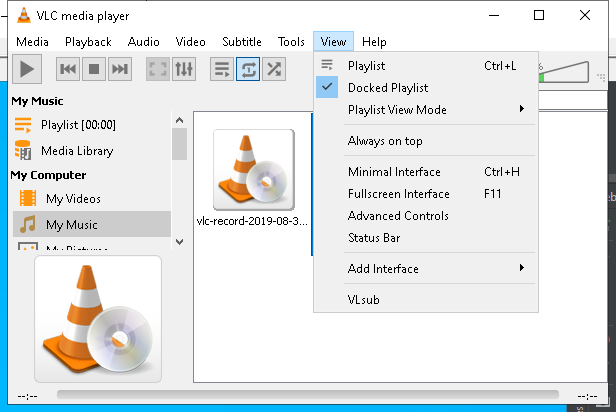 VLC media player
Media Playback Audio Video Subtitle Tools View Help
%
My Music
Playlist [00:00]
Media Library
My Computer
My Videos
My Music
My Pictures
vlc-record-2019-08-3...
Playlist Ctrl+L
Docked Playlist
Playlist View Mode
Always on top
Minimal Interface Ctrl+H
Fullscreen Interface F11
Advanced Controls
Status Bar
Add Interface
VLsub
--:-- --:--